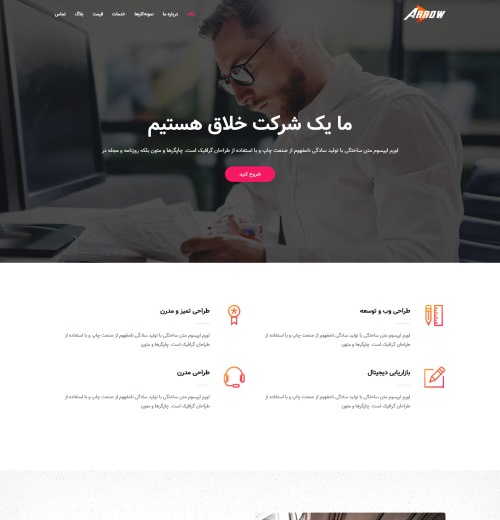 ARROW
خانه درباره ما نمونه‌کارها خدمات قیمت بلاگ تماس
ما یک شرکت خلاق هستیم
لورم ایپسوم متن ساختگی با تولید سادگی نامفهوم از صنعت چاپ و با استفاده از طراحان گرافیک است. چاپگرها و متون بلکه روزنامه و مجله در
شروع کنید
طراحی وب و توسعه
لورم ایپسوم متن ساختگی با تولید سادگی نامفهوم از صنعت چاپ و با استفاده از
طراحان گرافیک است. چاپگرها و متون
طراحی تمیز و مدرن
لورم ایپسوم متن ساختگی با تولید سادگی نامفهوم از صنعت چاپ و با استفاده از
طراحان گرافیک است. چاپگرها و متون
بازاریابی دیجیتال
لورم ایپسوم متن ساختگی با تولید سادگی نامفهوم از صنعت چاپ و با استفاده از
طراحان گرافیک است. چاپگرها و متون
طراحی مدرن
لورم ایپسوم متن ساختگی با تولید سادگی نامفهوم از صنعت چاپ و با استفاده از
طراحان گرافیک است. چاپگرها و متون